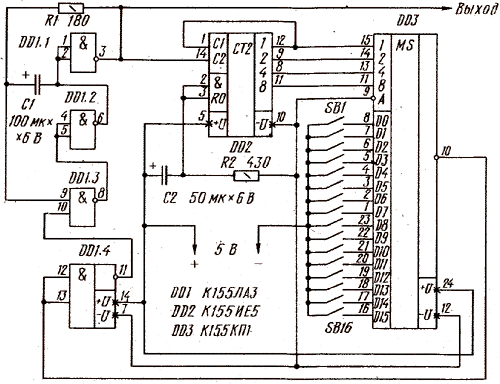 R1 180
Выход
DD1.1
&
1
2
3
+
C1
100 мк×
×6 В
DD1.2
&
4
5
6
DD1.3
&
9
10
8
DD1.4
&
12
13
11
+U
-U
14
7
1
14
C1
C2
CT2
1
2
4
8
12
9
8
11
2
3
&
R0
5
+U
-U
10
DD2
R2 430
+
C2 50 мк×6 В
5 В
+ −
DD1 К155ЛА3
DD2 К155ИЕ5
DD3 К155КП1
DD3
MS
15 1
14 2
13 4
11 8
9 A
SB1
8 D0
7 D1
6 D2
5 D3
4 D4
3 D5
2 D6
1 D7
23 D8
22 D9
21 D10
20 D11
19 D12
18 D13
17 D14
16 D15
SB16
10
+U 24
-U 12